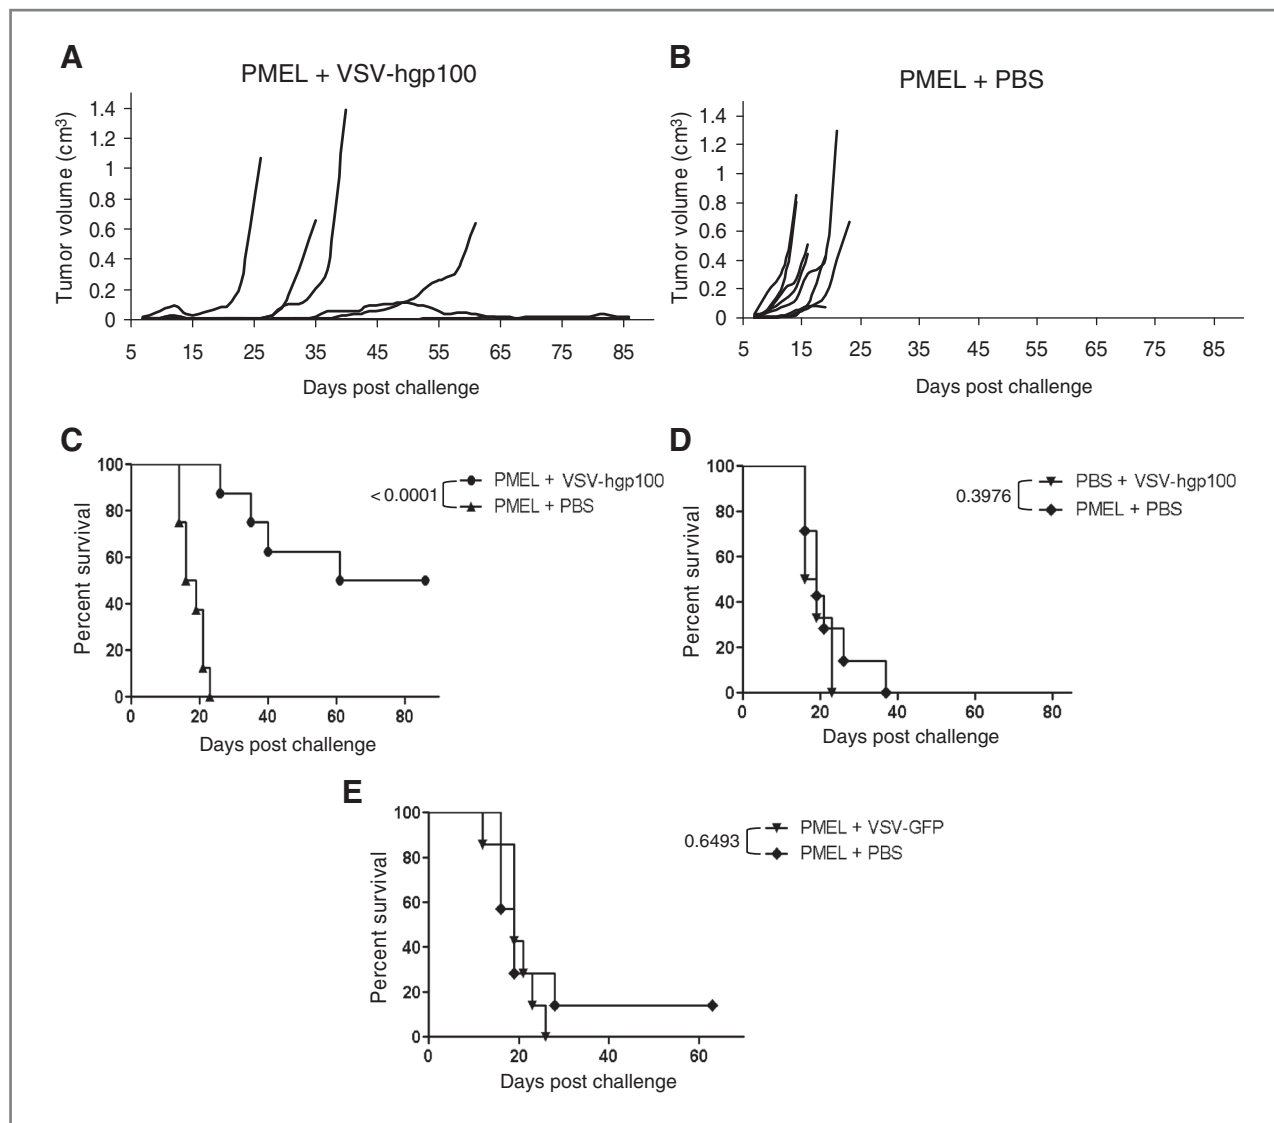 A
PMEL + VSV-hgp100
Tumor volume (cm³)
1.4
1.2
1
0.8
0.6
0.4
0.2
0
5 15 25 35 45 55 65 75 85
Days post challenge
B
PMEL + PBS
Tumor volume (cm³)
1.4
1.2
1
0.8
0.6
0.4
0.2
0
5 15 25 35 45 55 65 75 85
Days post challenge
C
Percent survival
100
80
60
40
20
0
0 20 40 60 80
Days post challenge
<0.0001
PMEL + VSV-hgp100
PMEL + PBS
D
Percent survival
100
80
60
40
20
0
0 20 40 60 80
Days post challenge
0.3976
PBS + VSV-hgp100
PMEL + PBS
E
Percent survival
100
80
60
40
20
0
0 20 40 60
Days post challenge
0.6493
PMEL + VSV-GFP
PMEL + PBS